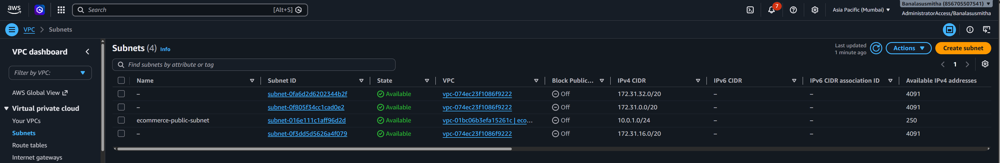 aws
Search [Alt+S]
7
Asia Pacific (Mumbai)
Banalasusmitha (856705507541)
AdministratorAccess/Banalasusmitha
VPC Subnets
VPC dashboard
Filter by VPC:
AWS Global View
Virtual private cloud
Your VPCs
Subnets
Route tables
Internet gateways
Subnets (4) Info
Last updated
1 minute ago
Actions
Create subnet
Find subnets by attribute or tag
1
Name Subnet ID State VPC Block Public... IPv4 CIDR IPv6 CIDR IPv6 CIDR association ID Available IPv4 addresses
– subnet-0fa6d2d6202344b2f Available vpc-074ec23f1086f9222 Off 172.31.32.0/20 – – 4091
– subnet-0f805f34cc1cad0e2 Available vpc-074ec23f1086f9222 Off 172.31.0.0/20 – – 4091
ecommerce-public-subnet subnet-016e111c1aff96d2d Available vpc-01bc06b3efa15261c | eco... Off 10.0.1.0/24 – – 250
– subnet-0f3dd5d5626a4f079 Available vpc-074ec23f1086f9222 Off 172.31.16.0/20 – – 4091